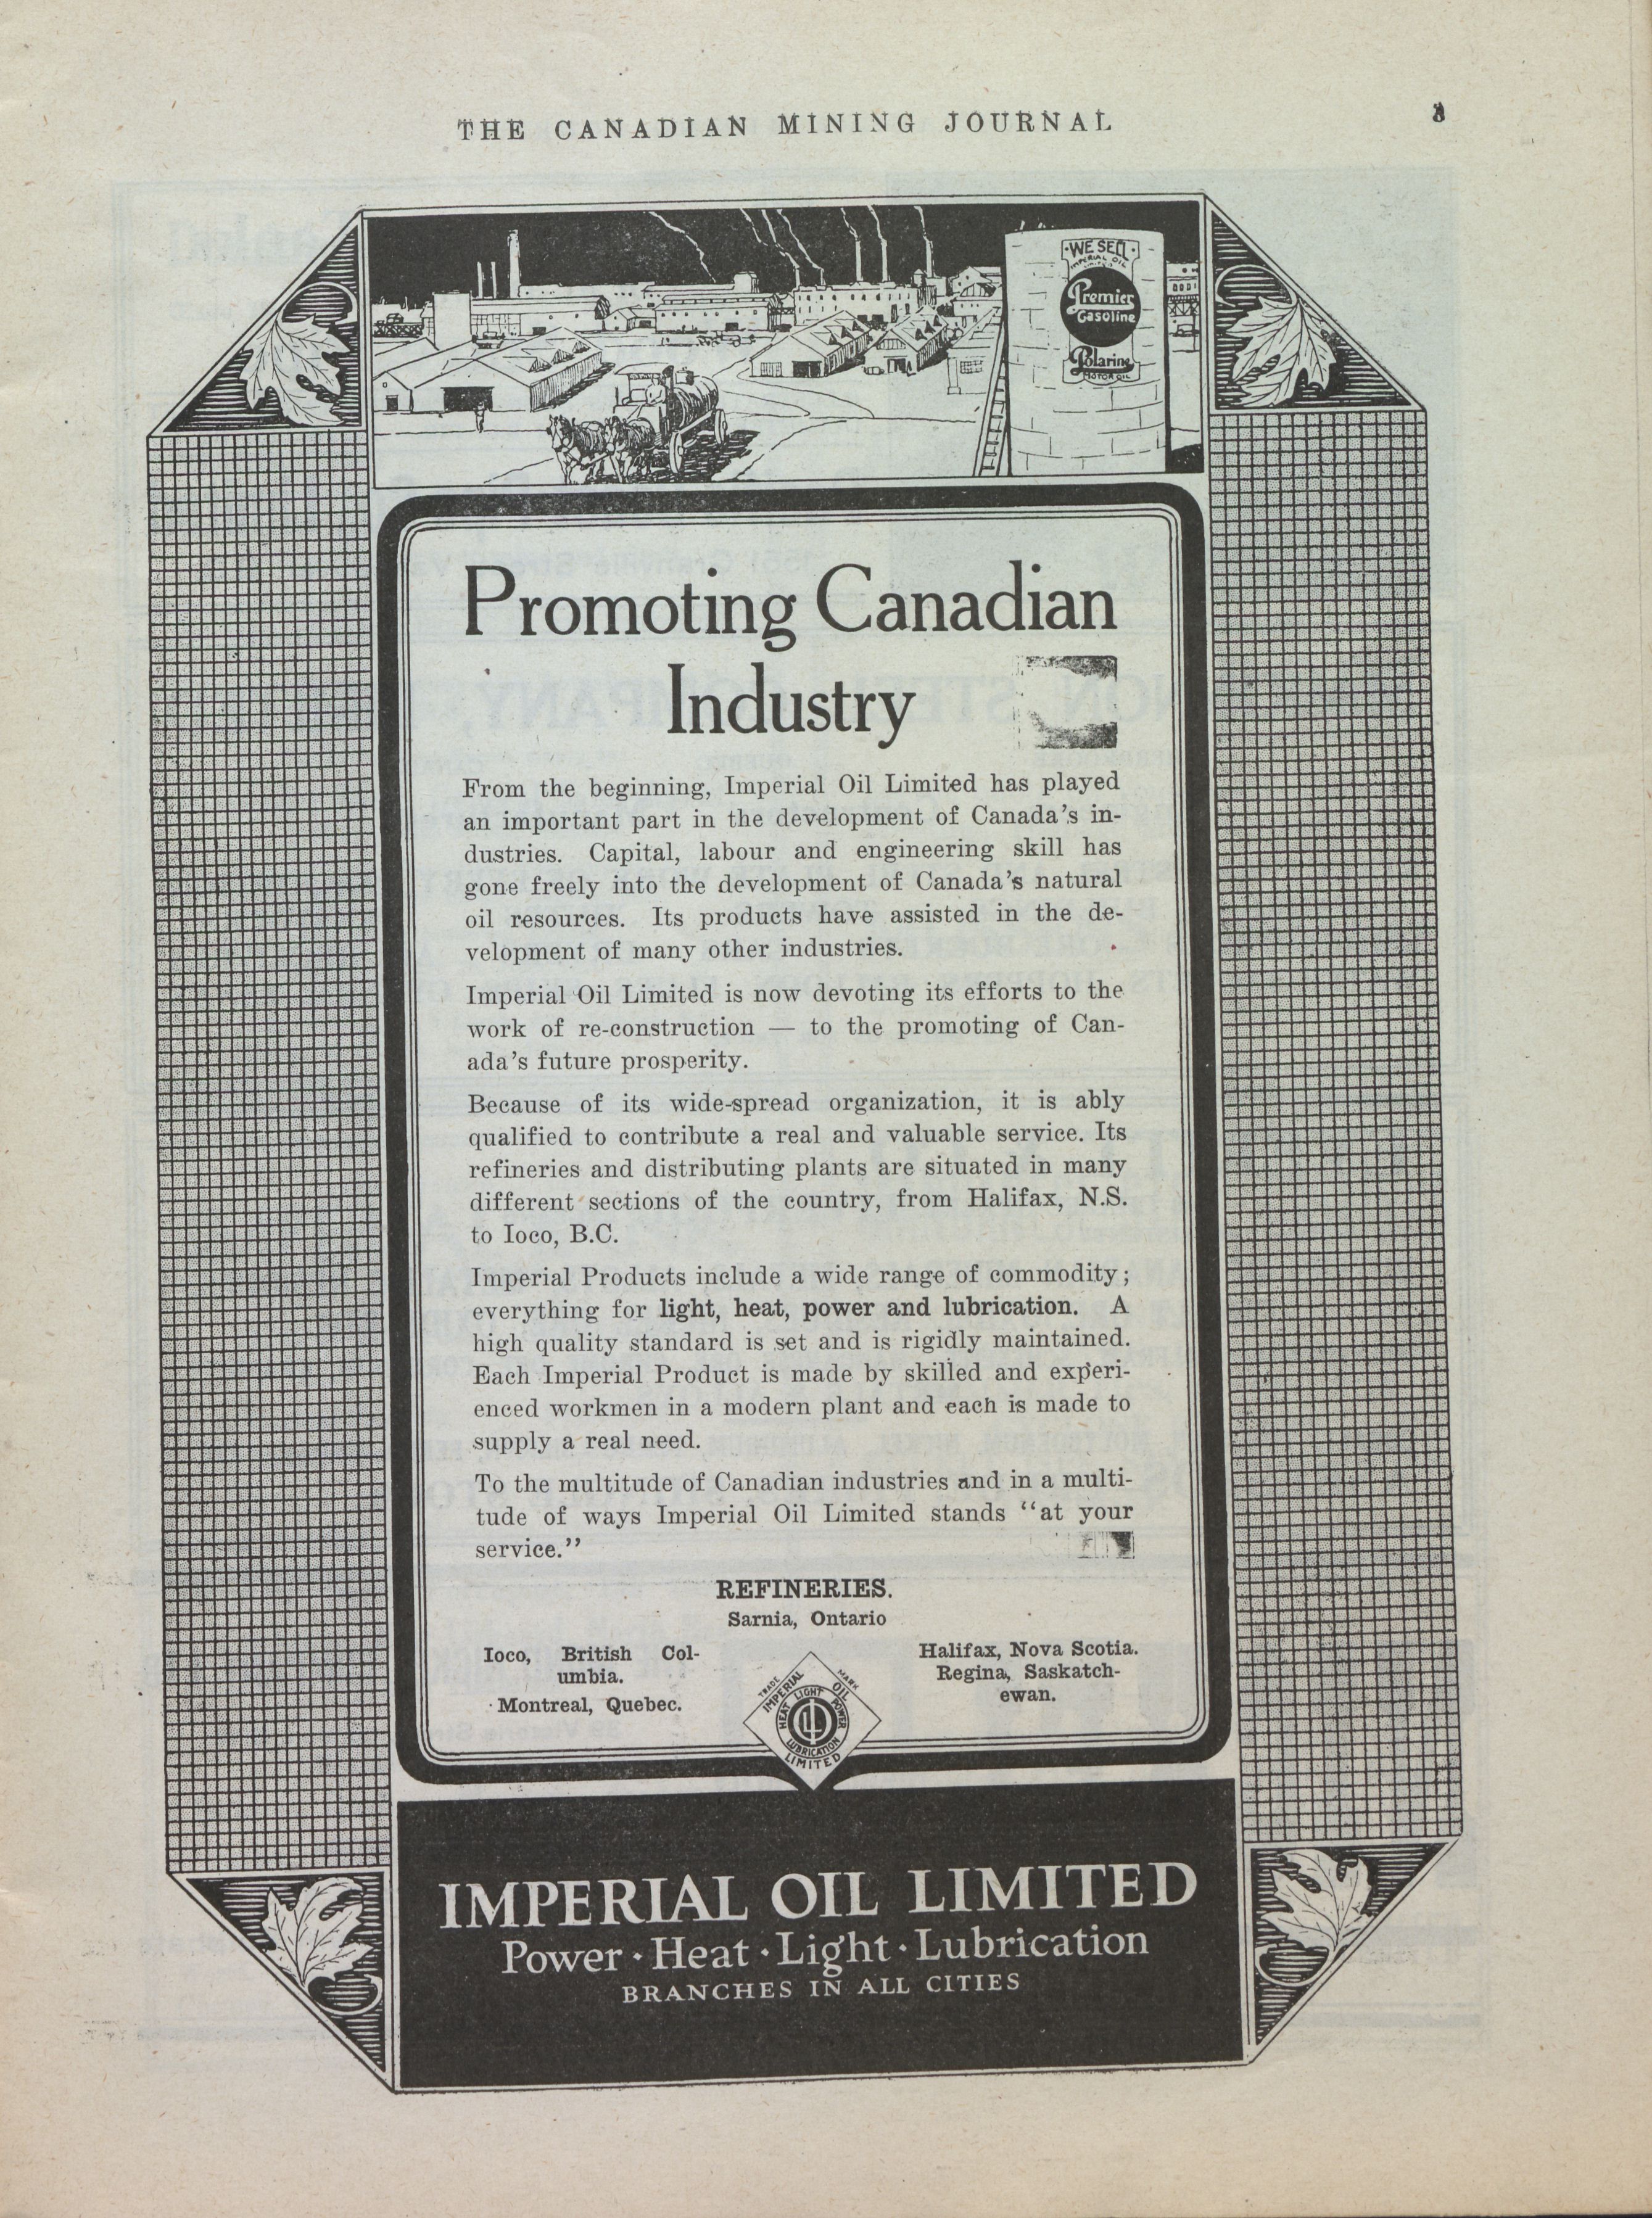 THE CANADIAN MINING JOURNAL
WE SELL
IMPERIAL OIL
LIMITED
Premier
Gasoline
Polarine
MOTOR OIL
Promoting Canadian
Industry
From the beginning, Imperial Oil Limited has played
an important part in the development of Canada's in-
dustries. Capital, labour and engineering skill has
gone freely into the development of Canada's natural
oil resources. Its products have assisted in the de-
velopment of many other industries.
Imperial Oil Limited is now devoting its efforts to the
work of re-construction — to the promoting of Can-
ada's future prosperity.
Because of its wide-spread organization, it is ably
qualified to contribute a real and valuable service. Its
refineries and distributing plants are situated in many
different sections of the country, from Halifax, N.S.
to Ioco, B.C.
Imperial Products include a wide range of commodity;
everything for light, heat, power and lubrication. A
high quality standard is set and is rigidly maintained.
Each Imperial Product is made by skilled and experi-
enced workmen in a modern plant and each is made to
supply a real need.
To the multitude of Canadian industries and in a multi-
tude of ways Imperial Oil Limited stands "at your
service."
REFINERIES.
Sarnia, Ontario
Ioco, British Col-
umbia.
Montreal, Quebec.
Halifax, Nova Scotia.
Regina, Saskatch-
ewan.
TRADE MARK
IMPERIAL OIL
LIMITED
HEAT LIGHT POWER
LUBRICATION
IMPERIAL OIL LIMITED
Power · Heat · Light · Lubrication
BRANCHES IN ALL CITIES